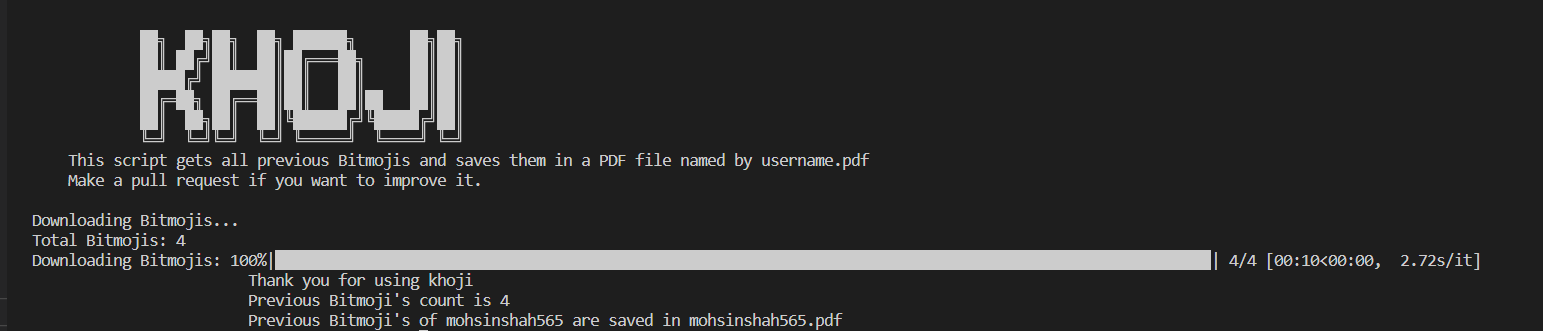 KHOJI
This script gets all previous Bitmojis and saves them in a PDF file named by username.pdf
Make a pull request if you want to improve it.
Downloading Bitmojis...
Total Bitmojis: 4
Downloading Bitmojis: 100%| | 4/4 [00:10<00:00, 2.72s/it]
Thank you for using khoji
Previous Bitmoji's count is 4
Previous Bitmoji's of mohsinshah565 are saved in mohsinshah565.pdf